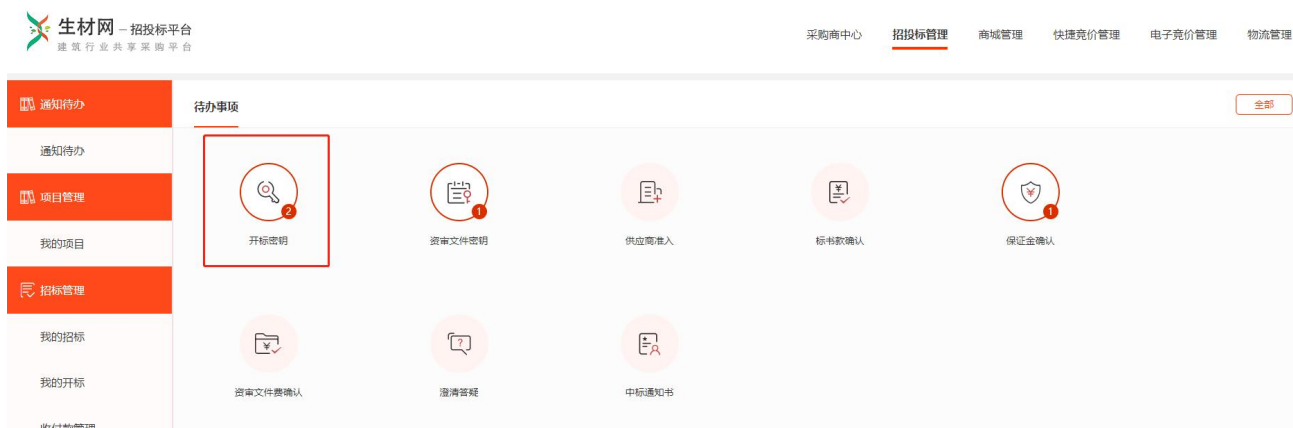 生材网 – 招投标平台
建筑行业共享采购平台
采购商中心 招投标管理 商城管理 快捷竞价管理 电子竞价管理 物流管理
通知待办
待办事项
全部
通知待办
项目管理
我的项目
招标管理
我的招标
我的开标
收付款管理
2
开标密钥
1
资审文件密钥
供应商准入
标书款确认
1
保证金确认
资审文件费确认
澄清答疑
中标通知书